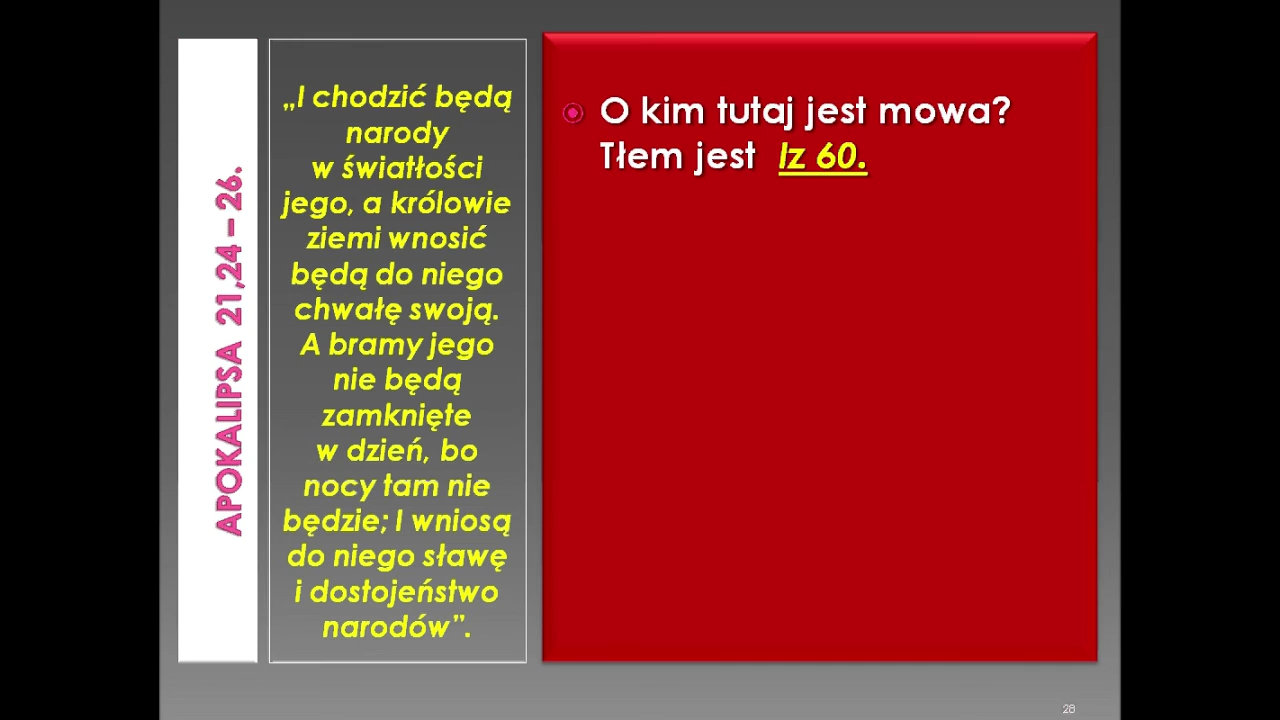 APOKALIPSA 21,24 – 26.
„I chodzić będą
narody
w światłości
jego, a królowie
ziemi wnosić
będą do niego
chwałę swoją.
A bramy jego
nie będą
zamknięte
w dzień, bo
nocy tam nie
będzie; I wniosą
do niego sławę
i dostojeństwo
narodów”.
O kim tutaj jest mowa?
Tłem jest Iz 60.
28